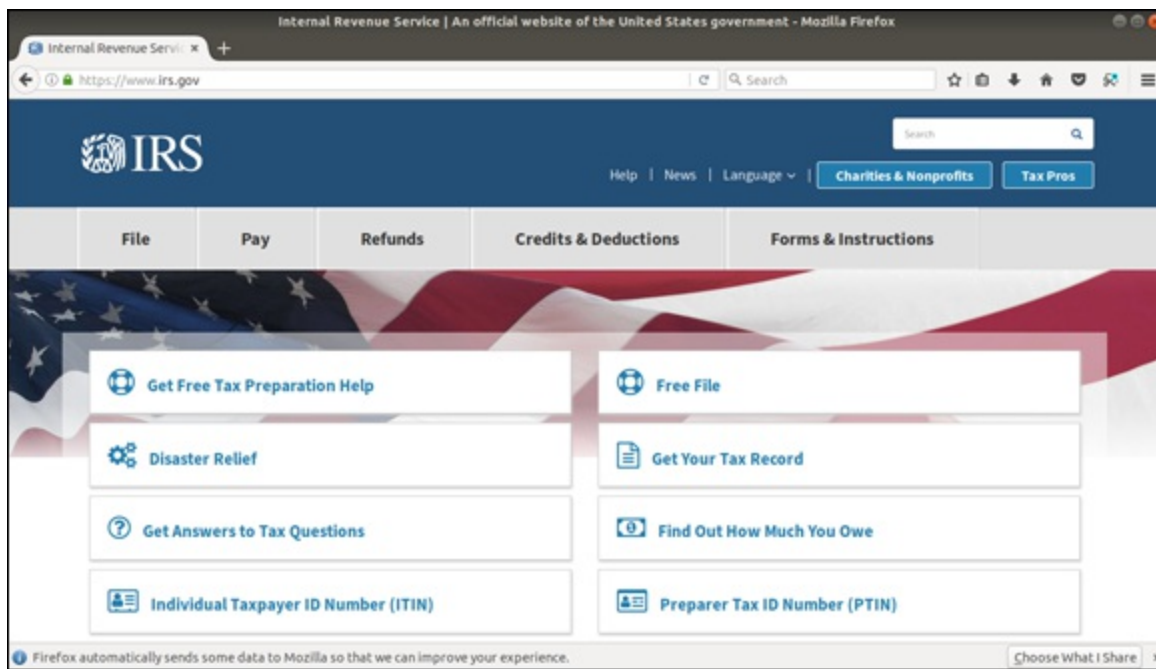 Internal Revenue Service | An official website of the United States government - Mozilla Firefox
Internal Revenue Servi × +
https://www.irs.gov Search
IRS
Search
Help | News | Language | Charities & Nonprofits Tax Pros
File Pay Refunds Credits & Deductions Forms & Instructions
Get Free Tax Preparation Help Free File
Disaster Relief Get Your Tax Record
Get Answers to Tax Questions Find Out How Much You Owe
Individual Taxpayer ID Number (ITIN) Preparer Tax ID Number (PTIN)
Firefox automatically sends some data to Mozilla so that we can improve your experience. Choose What I Share